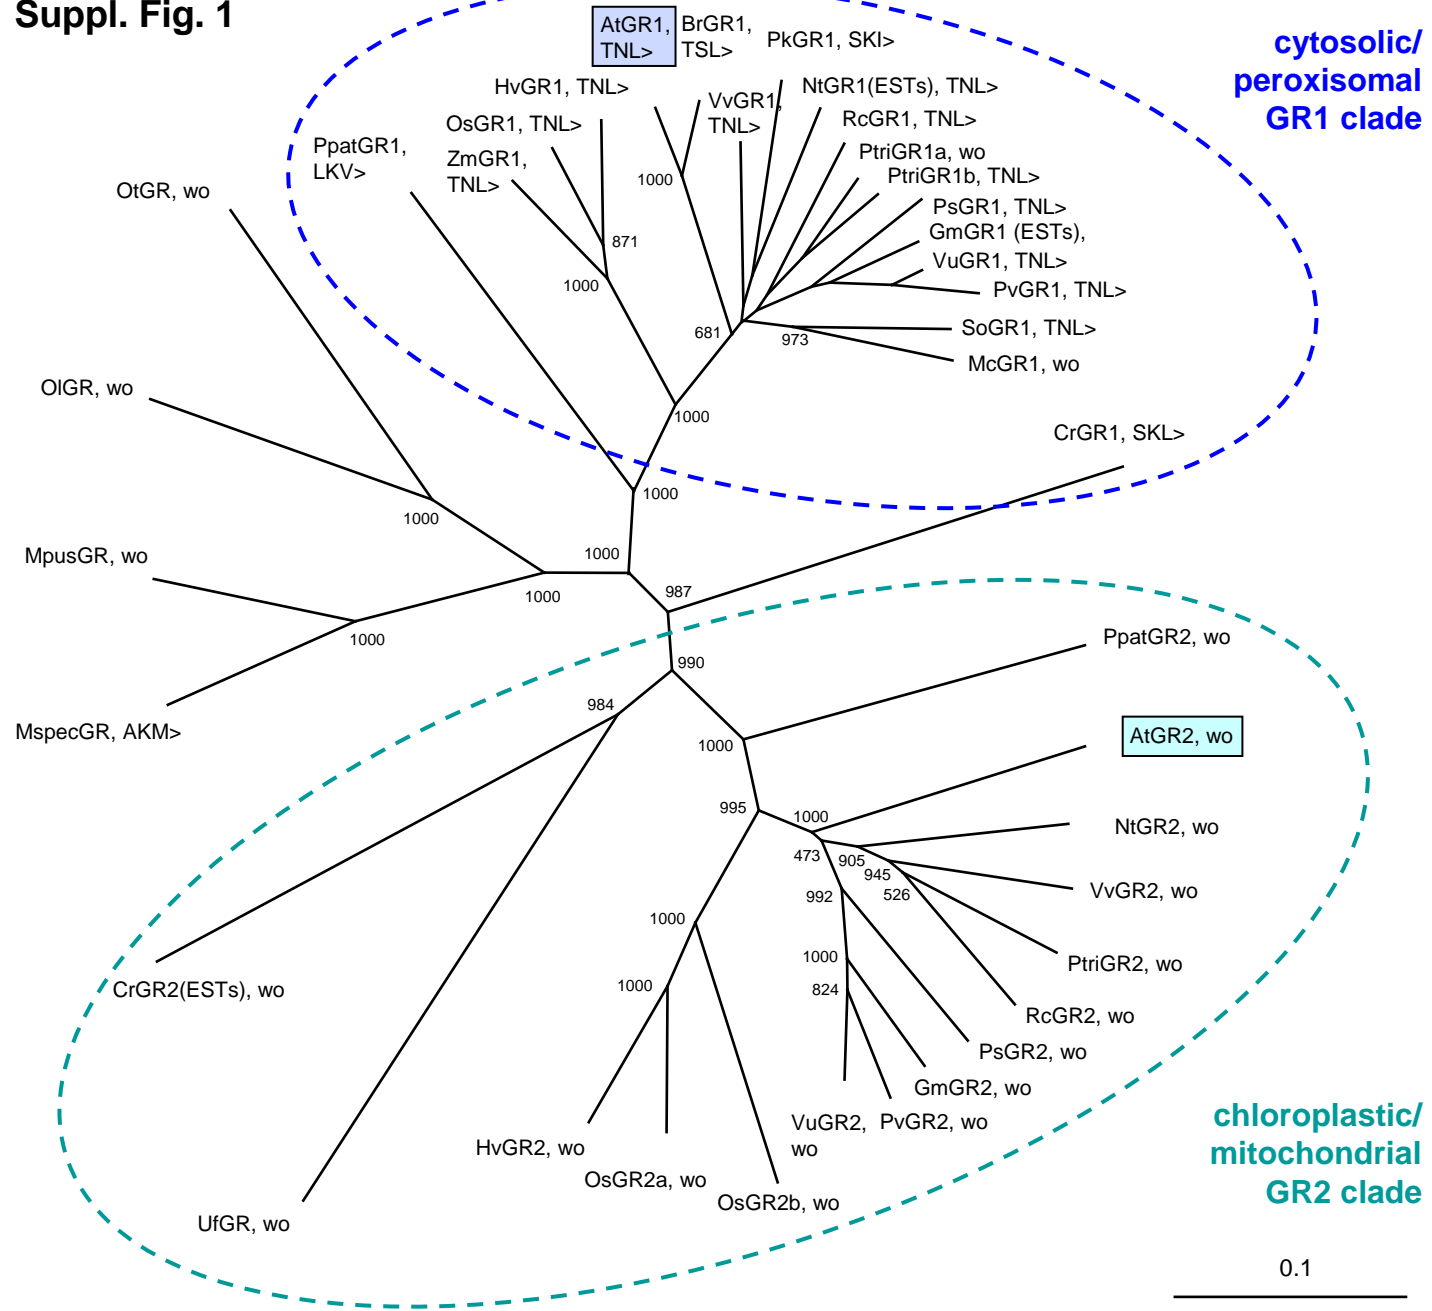 Suppl. Fig. 1
cytosolic/
peroxisomal
GR1 clade
AtGR1,
TNL>
BrGR1,
TSL>
PkGR1, SKI>
HvGR1, TNL>
VvGR1,
TNL>
NtGR1(ESTs), TNL>
OsGR1, TNL>
RcGR1, TNL>
PpatGR1,
LKV>
ZmGR1,
TNL>
PtriGR1a, wo
PtriGR1b, TNL>
OtGR, wo
1000
PsGR1, TNL>
GmGR1 (ESTs),
871
VuGR1, TNL>
1000
PvGR1, TNL>
681
973
SoGR1, TNL>
McGR1, wo
OlGR, wo
1000
CrGR1, SKL>
1000
1000
MpusGR, wo
1000
1000
987
1000
PpatGR2, wo
990
MspecGR, AKM>
984
1000
AtGR2, wo
995
1000
NtGR2, wo
473
905
945
526
992
VvGR2, wo
1000
1000
PtriGR2, wo
CrGR2(ESTs), wo
1000
824
RcGR2, wo
PsGR2, wo
GmGR2, wo
VuGR2,
wo
PvGR2, wo
HvGR2, wo
OsGR2a, wo
OsGR2b, wo
UfGR, wo
chloroplastic/
mitochondrial
GR2 clade
0.1